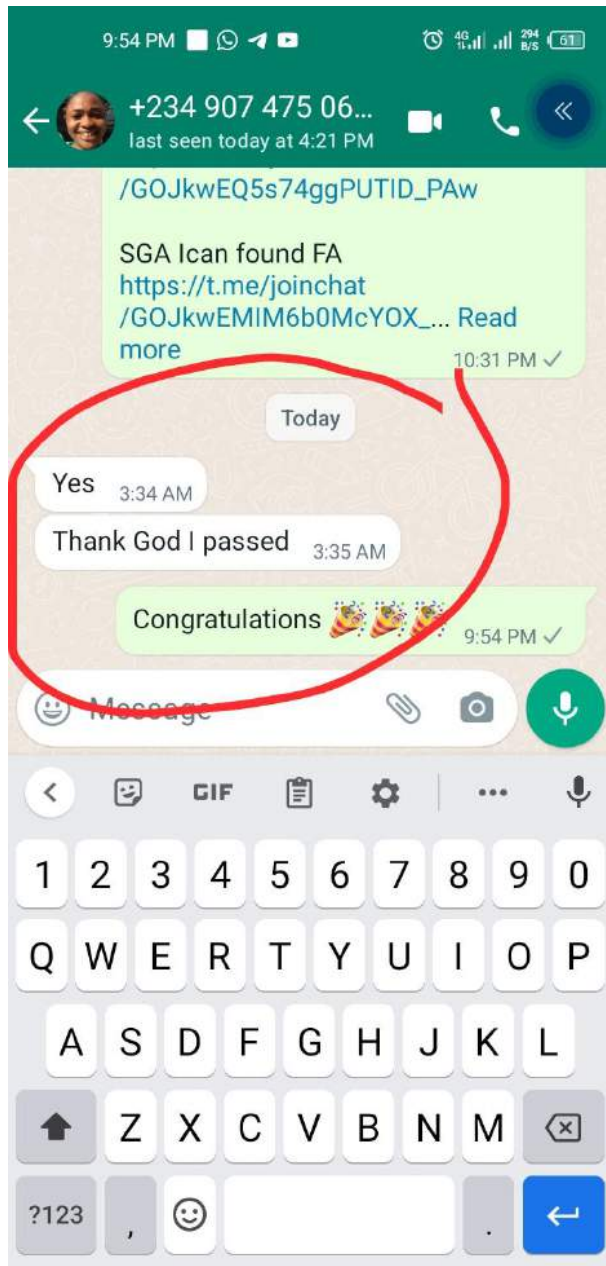 9:54 PM
4G
294
B/S
61
+234 907 475 06...
last seen today at 4:21 PM
/GOJkwEQ5s74ggPUTID_PAw
SGA Ican found FA
https://t.me/joinchat
/GOJkwEMIM6b0McYOX_... Read
more
10:31 PM
Today
Yes 3:34 AM
Thank God I passed 3:35 AM
Congratulations 🎉🎉🎉 9:54 PM
Message
GIF
1 2 3 4 5 6 7 8 9 0
Q W E R T Y U I O P
A S D F G H J K L
Z X C V B N M
?123 , .